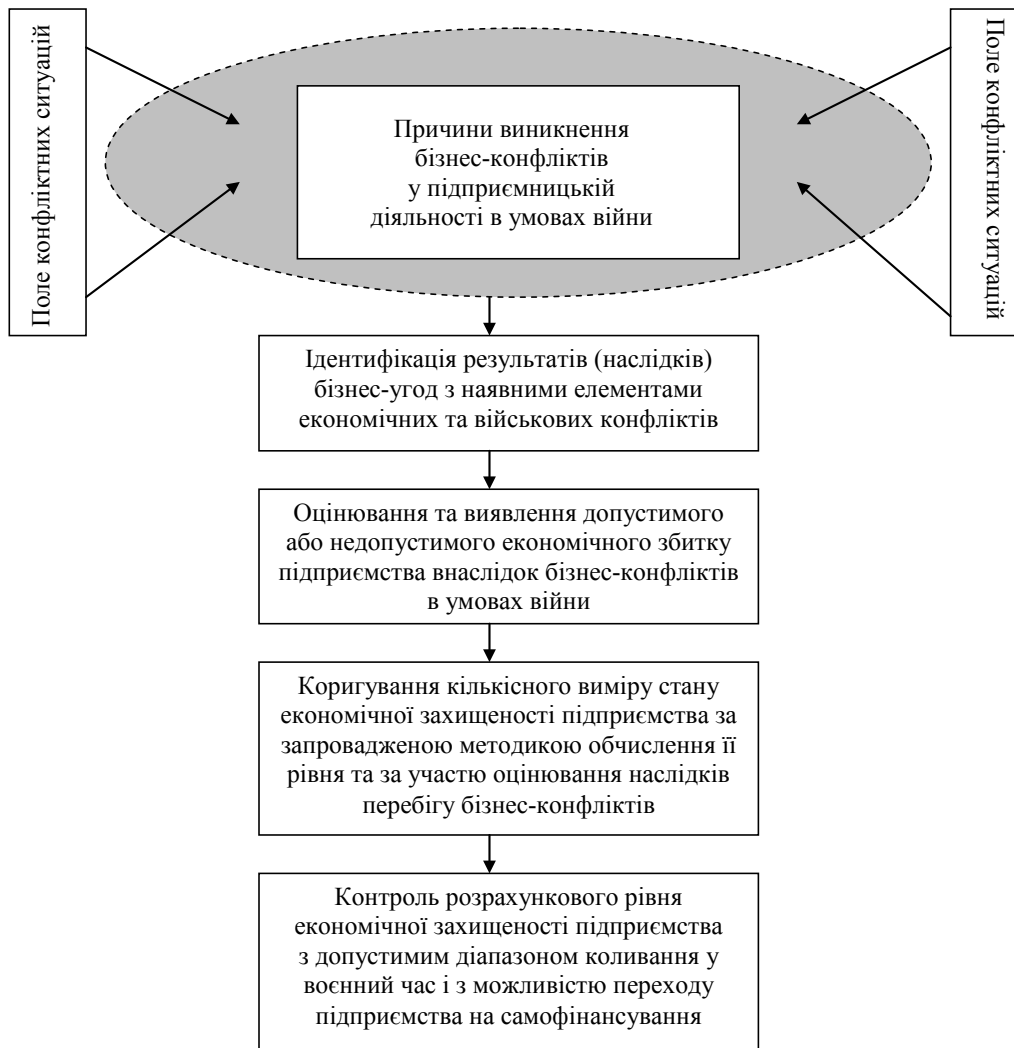 Поле конфліктних ситуацій
Причини виникнення
бізнес-конфліктів
у підприємницькій
діяльності в умовах війни
Поле конфліктних ситуацій
Ідентифікація результатів (наслідків)
бізнес-угод з наявними елементами
економічних та військових конфліктів
Оцінювання та виявлення допустимого
або недопустимого економічного збитку
підприємства внаслідок бізнес-конфліктів
в умовах війни
Коригування кількісного виміру стану
економічної захищеності підприємства за
запровадженою методикою обчислення її
рівня та за участю оцінювання наслідків
перебігу бізнес-конфліктів
Контроль розрахункового рівня
економічної захищеності підприємства
з допустимим діапазоном коливання у
воєнний час і з можливістю переходу
підприємства на самофінансування